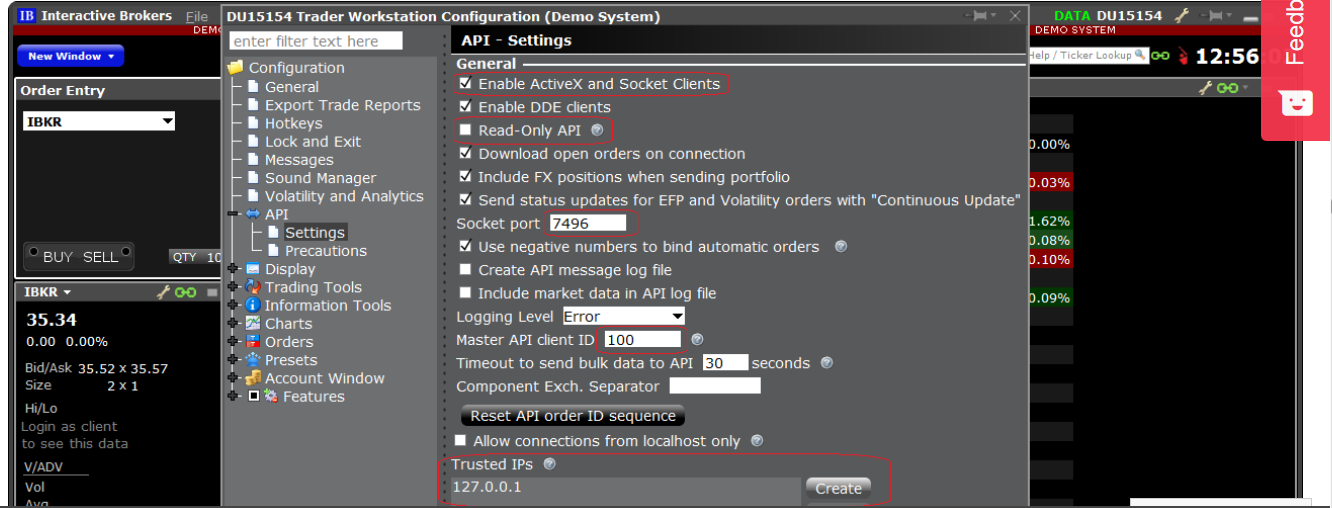 IB Interactive Brokers File
DEMO
New Window
Order Entry
IBKR
BUY SELL QTY 10
IBKR
35.34
0.00 0.00%
Bid/Ask 35.52 x 35.57
Size 2 x 1
Hi/Lo
Login as client
to see this data
V/ADV
Vol
Avg
DU15154 Trader Workstation Configuration (Demo System)
enter filter text here
Configuration
General
Export Trade Reports
Hotkeys
Lock and Exit
Messages
Sound Manager
Volatility and Analytics
API
Settings
Precautions
Display
Trading Tools
Information Tools
Charts
Orders
Presets
Account Window
Features
API - Settings
General
Enable ActiveX and Socket Clients
Enable DDE clients
Read-Only API ?
Download open orders on connection
Include FX positions when sending portfolio
Send status updates for EFP and Volatility orders with "Continuous Update"
Socket port 7496
Use negative numbers to bind automatic orders ?
Create API message log file
Include market data in API log file
Logging Level Error
Master API client ID 100 ?
Timeout to send bulk data to API 30 seconds ?
Component Exch. Separator
Reset API order ID sequence
Allow connections from localhost only ?
Trusted IPs ?
127.0.0.1 Create
DATA DU15154
DEMO SYSTEM
Help / Ticker Lookup 12:56:0
0.00%
0.03%
1.62%
0.08%
0.10%
0.09%
Feedb